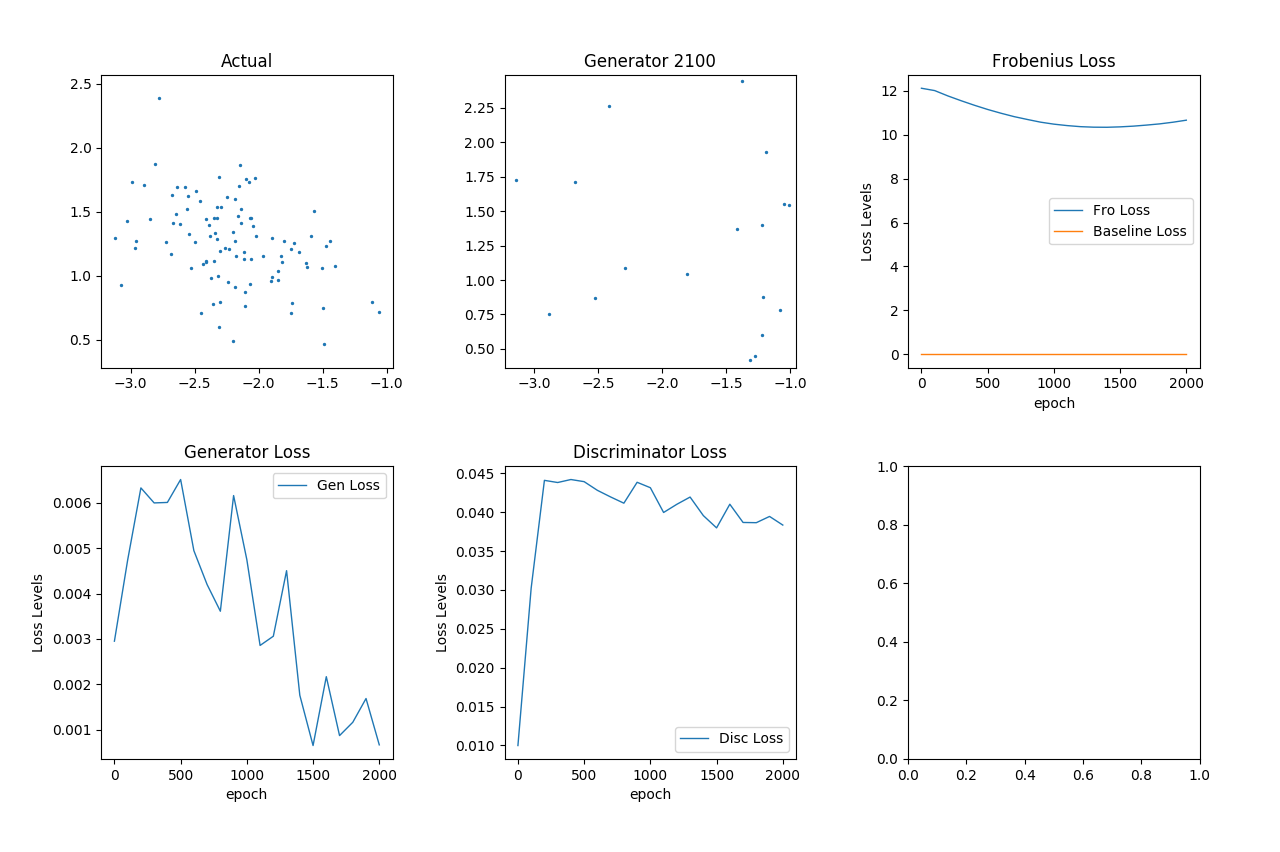 Actual
2.5
2.0
1.5
1.0
0.5
−3.0 −2.5 −2.0 −1.5 −1.0
Generator 2100
2.25
2.00
1.75
1.50
1.25
1.00
0.75
0.50
−3.0 −2.5 −2.0 −1.5 −1.0
Frobenius Loss
Loss Levels
12
10
8
6
4
2
0
Fro Loss
Baseline Loss
0 500 1000 1500 2000
epoch
Generator Loss
Loss Levels
0.006
0.005
0.004
0.003
0.002
0.001
Gen Loss
0 500 1000 1500 2000
epoch
Discriminator Loss
Loss Levels
0.045
0.040
0.035
0.030
0.025
0.020
0.015
0.010
Disc Loss
0 500 1000 1500 2000
epoch
1.0
0.8
0.6
0.4
0.2
0.0
0.0 0.2 0.4 0.6 0.8 1.0